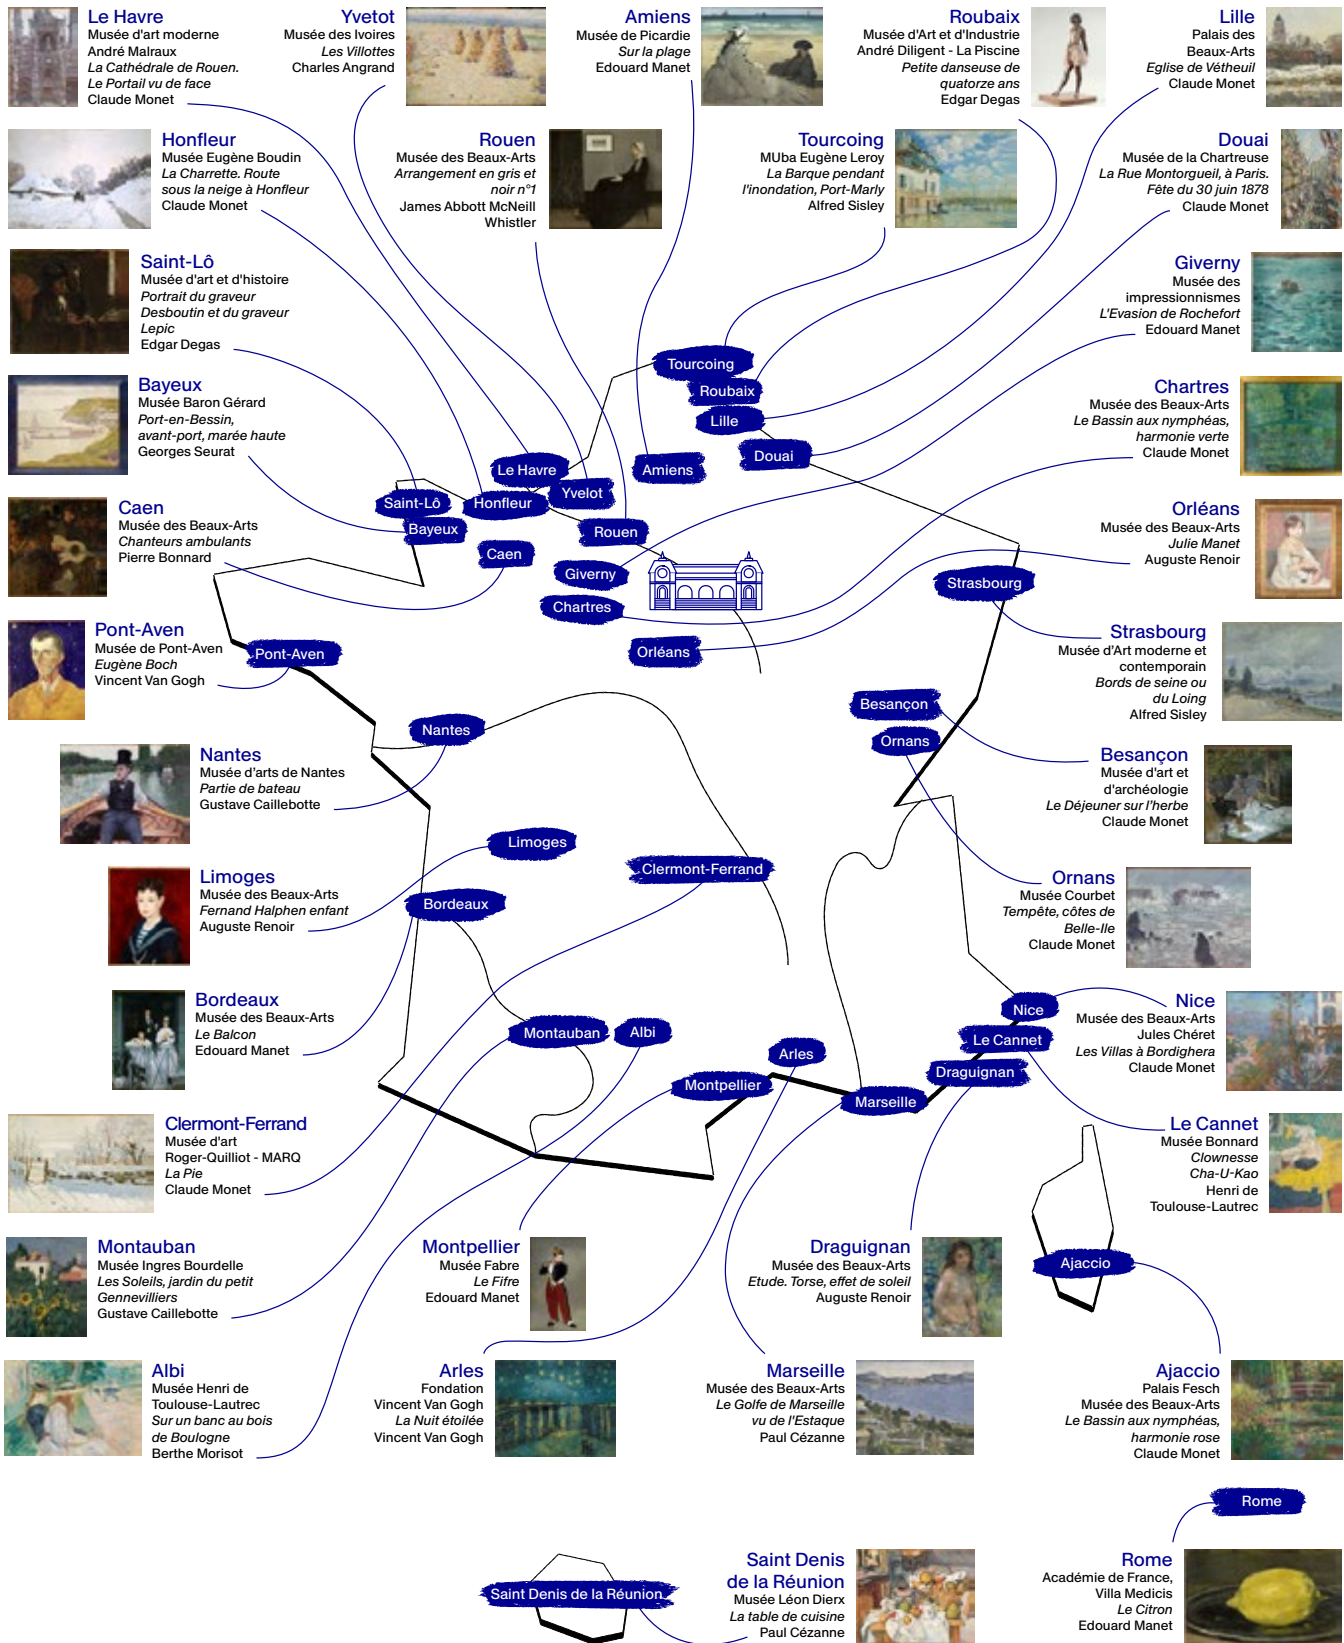 Le Havre
Musée d'art moderne
André Malraux
La Cathédrale de Rouen.
Le Portail vu de face
Claude Monet
Yvetot
Musée des Ivoires
Les Villottes
Charles Angrand
Amiens
Musée de Picardie
Sur la plage
Edouard Manet
Roubaix
Musée d'Art et d'Industrie
André Diligent - La Piscine
Petite danseuse de
quatorze ans
Edgar Degas
Lille
Palais des
Beaux-Arts
Eglise de Vétheuil
Claude Monet
Honfleur
Musée Eugène Boudin
La Charrette. Route
sous la neige à Honfleur
Claude Monet
Rouen
Musée des Beaux-Arts
Arrangement en gris et
noir n°1
James Abbott McNeill
Whistler
Tourcoing
MUba Eugène Leroy
La Barque pendant
l'inondation, Port-Marly
Alfred Sisley
Douai
Musée de la Chartreuse
La Rue Montorgueil, à Paris.
Fête du 30 juin 1878
Claude Monet
Saint-Lô
Musée d'art et d'histoire
Portrait du graveur
Desboutin et du graveur
Lepic
Edgar Degas
Giverny
Musée des
impressionnismes
L'Evasion de Rochefort
Edouard Manet
Bayeux
Musée Baron Gérard
Port-en-Bessin,
avant-port, marée haute
Georges Seurat
Chartres
Musée des Beaux-Arts
Le Bassin aux nymphéas,
harmonie verte
Claude Monet
Caen
Musée des Beaux-Arts
Chanteurs ambulants
Pierre Bonnard
Orléans
Musée des Beaux-Arts
Julie Manet
Auguste Renoir
Tourcoing
Roubaix
Lille
Douai
Amiens
Le Havre
Yvelot
Honfleur
Saint-Lô
Bayeux
Rouen
Caen
Giverny
Chartres
Orléans
Strasbourg
Pont-Aven
Besançon
Ornans
Nantes
Limoges
Clermont-Ferrand
Bordeaux
Montauban
Albi
Arles
Montpellier
Marseille
Nice
Le Cannet
Draguignan
Ajaccio
Pont-Aven
Musée de Pont-Aven
Eugène Boch
Vincent Van Gogh
Strasbourg
Musée d'Art moderne et
contemporain
Bords de seine ou
du Loing
Alfred Sisley
Nantes
Musée d'arts de Nantes
Partie de bateau
Gustave Caillebotte
Besançon
Musée d'art et
d'archéologie
Le Déjeuner sur l'herbe
Claude Monet
Limoges
Musée des Beaux-Arts
Fernand Halphen enfant
Auguste Renoir
Ornans
Musée Courbet
Tempête, côtes de
Belle-Ile
Claude Monet
Bordeaux
Musée des Beaux-Arts
Le Balcon
Edouard Manet
Nice
Musée des Beaux-Arts
Jules Chéret
Les Villas à Bordighera
Claude Monet
Clermont-Ferrand
Musée d'art
Roger-Quilliot - MARQ
La Pie
Claude Monet
Le Cannet
Musée Bonnard
Clownesse
Cha-U-Kao
Henri de
Toulouse-Lautrec
Montauban
Musée Ingres Bourdelle
Les Soleils, jardin du petit
Gennevilliers
Gustave Caillebotte
Montpellier
Musée Fabre
Le Fifre
Edouard Manet
Draguignan
Musée des Beaux-Arts
Etude. Torse, effet de soleil
Auguste Renoir
Albi
Musée Henri de
Toulouse-Lautrec
Sur un banc au bois
de Boulogne
Berthe Morisot
Arles
Fondation
Vincent Van Gogh
La Nuit étoilée
Vincent Van Gogh
Marseille
Musée des Beaux-Arts
Le Golfe de Marseille
vu de l'Estaque
Paul Cézanne
Ajaccio
Palais Fesch
Musée des Beaux-Arts
Le Bassin aux nymphéas,
harmonie rose
Claude Monet
Rome
Saint Denis de la Réunion
Saint Denis
de la Réunion
Musée Léon Dierx
La table de cuisine
Paul Cézanne
Rome
Académie de France,
Villa Medicis
Le Citron
Edouard Manet